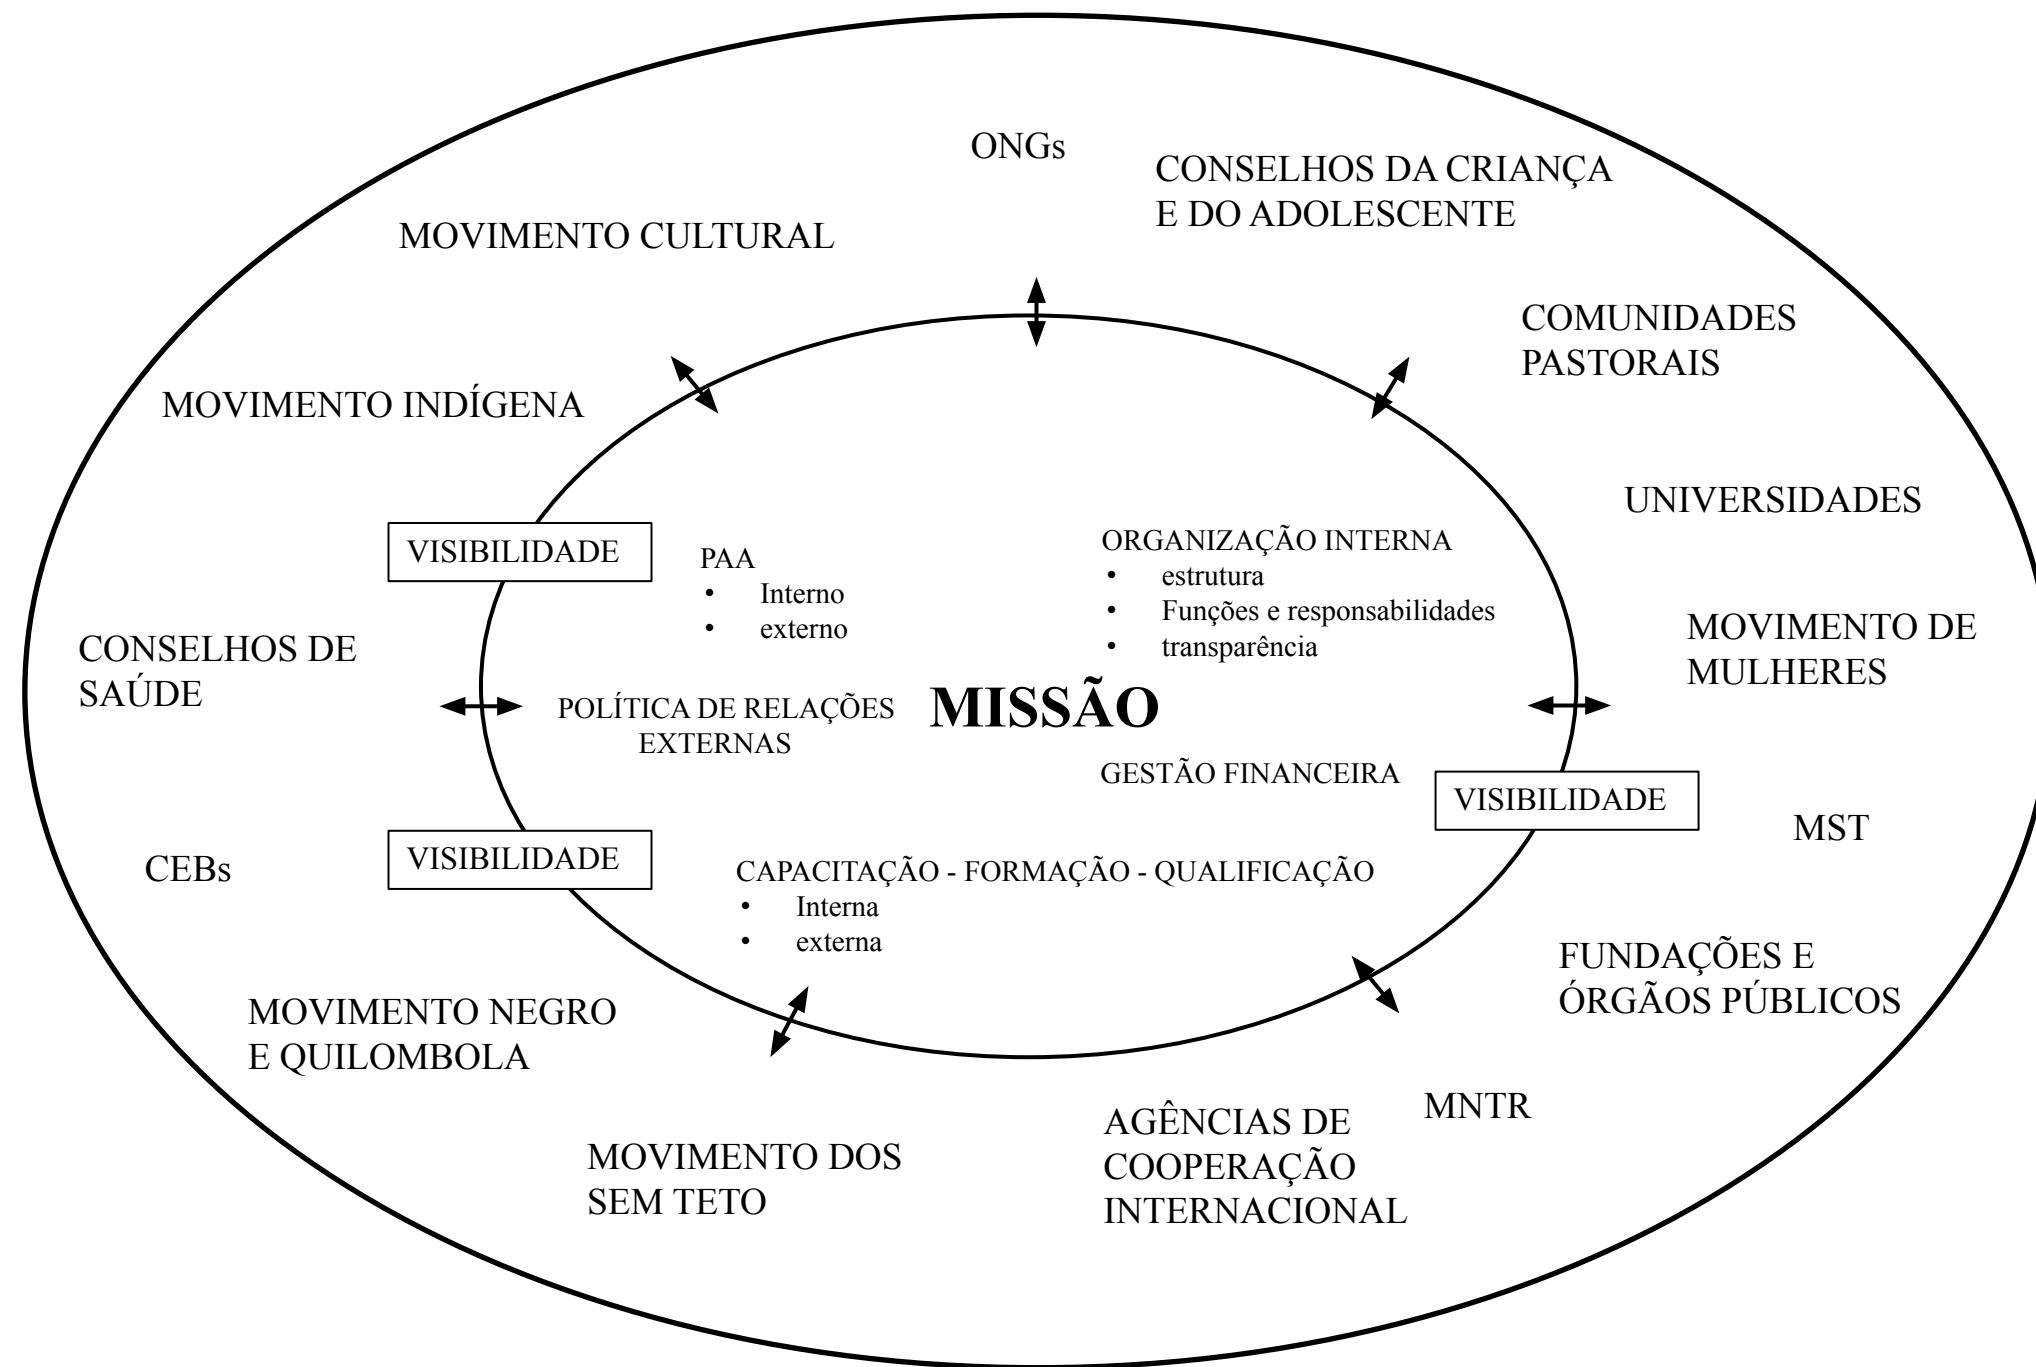 ONGs
CONSELHOS DA CRIANÇA
E DO ADOLESCENTE
MOVIMENTO CULTURAL
COMUNIDADES
PASTORAIS
MOVIMENTO INDÍGENA
UNIVERSIDADES
VISIBILIDADE
PAA
• Interno
• externo
ORGANIZAÇÃO INTERNA
• estrutura
• Funções e responsabilidades
• transparência
MOVIMENTO DE
MULHERES
CONSELHOS DE
SAÚDE
POLÍTICA DE RELAÇÕES
EXTERNAS
MISSÃO
GESTÃO FINANCEIRA
VISIBILIDADE
MST
CEBs
VISIBILIDADE
CAPACITAÇÃO - FORMAÇÃO - QUALIFICAÇÃO
• Interna
• externa
FUNDAÇÕES E
ÓRGÃOS PÚBLICOS
MOVIMENTO NEGRO
E QUILOMBOLA
MNTR
AGÊNCIAS DE
COOPERAÇÃO
INTERNACIONAL
MOVIMENTO DOS
SEM TETO